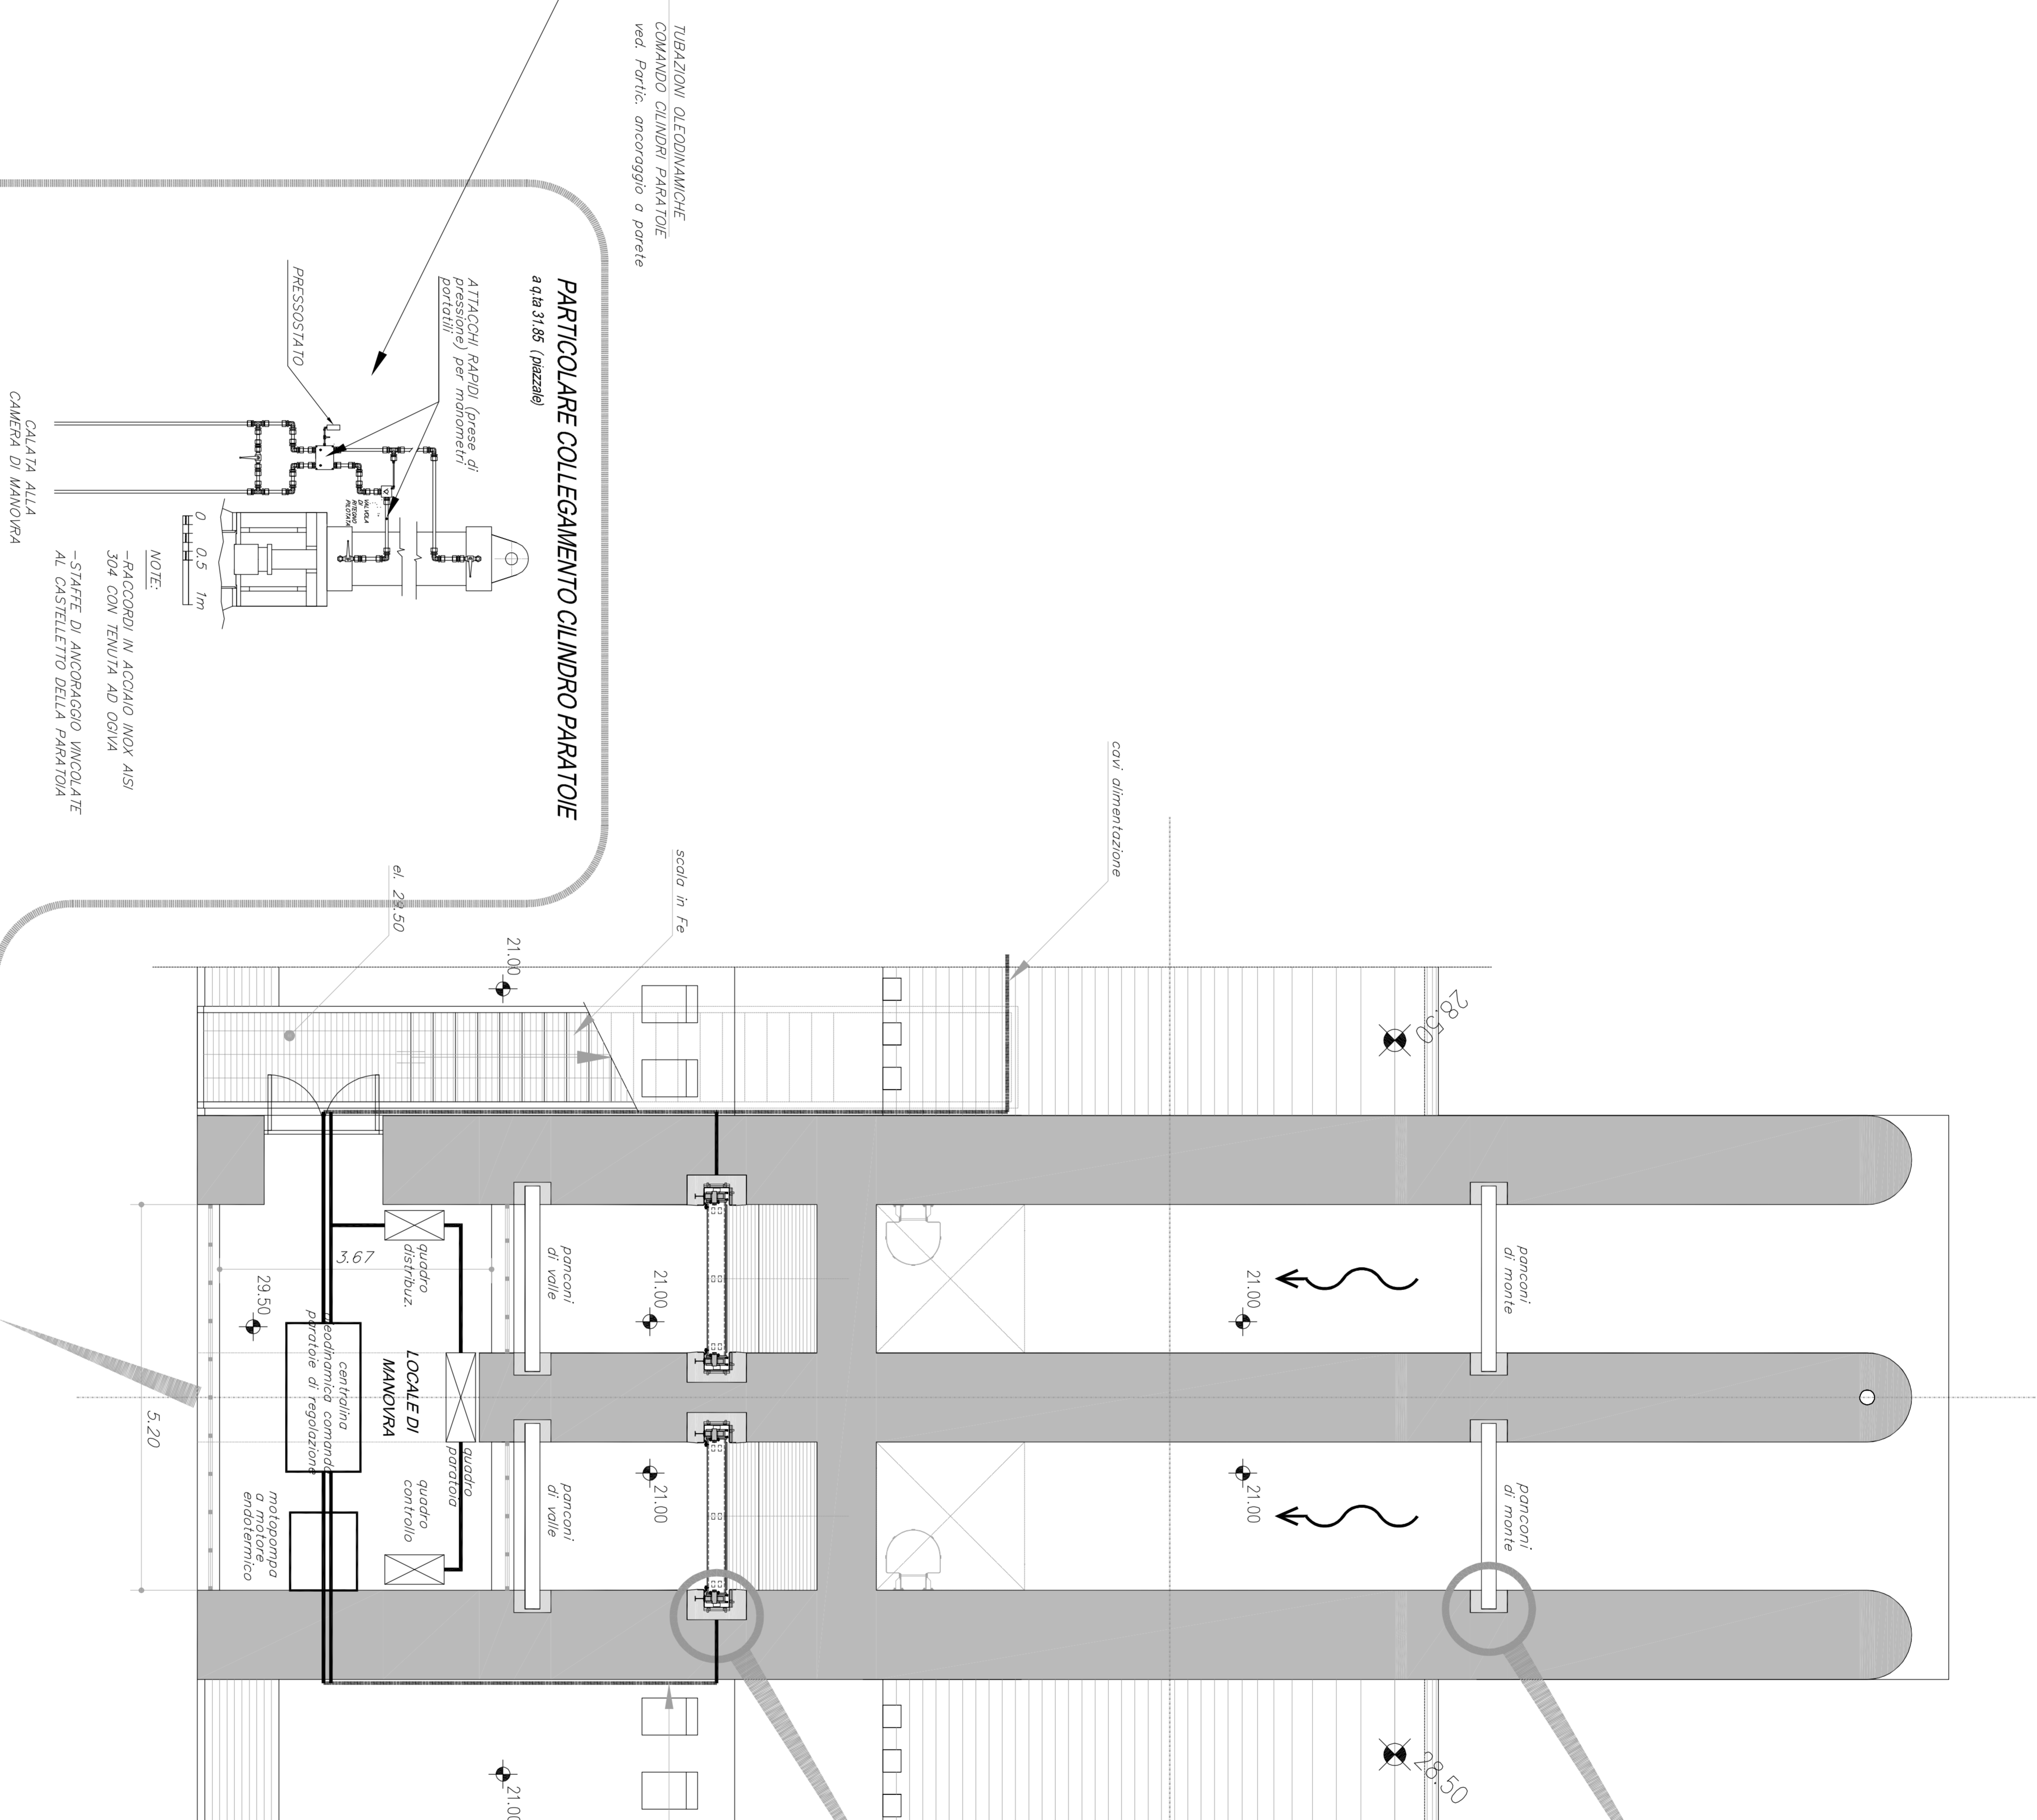 TUBAZIONI OLEODINAMICHE
COMANDO CILINDRI PARATOIE
ved. Partic. ancoraggio a parete
PARTICOLARE COLLEGAMENTO CILINDRO PARATOIE
a q.ta 31.85 (piazzale)
ATTACCHI RAPIDI (prese di
pressione) per manometri
portatili
PRESSOSTATO
VALVOLA
DI
RITEGNO
PILOTATA
0 0.5 1m
CALATA ALLA
CAMERA DI MANOVRA
NOTE:
-RACCORDI IN ACCIAIO INOX AISI
304 CON TENUTA AD OGIVA
-STAFFE DI ANCORAGGIO VINCOLATE
AL CASTELLETTO DELLA PARATOIA
cavi alimentazione
scala in Fe
el. 29.50
21.00
28.50
panconi
di monte
21.00
21.00
panconi
di valle
quadro
distribuz.
3.67
29.50
LOCALE DI
MANOVRA
centralina
oleodinamica comando
paratoie di regolazione
5.20
panconi
di monte
21.00
21.00
panconi
di valle
quadro
paratoia
quadro
controllo
motopompa
a motore
endotermico
28.50
21.00